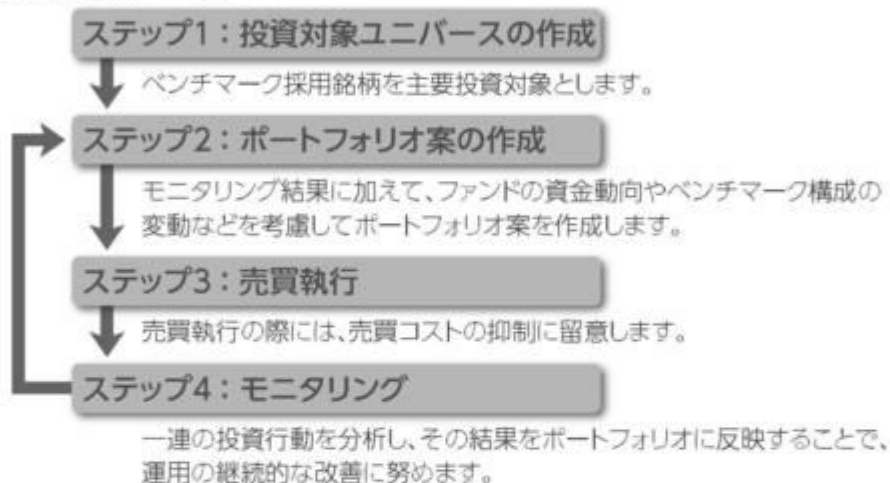 ステップ1：投資対象ユニバースの作成
ベンチマーク採用銘柄を主要投資対象とします。
ステップ2：ポートフォリオ案の作成
モニタリング結果に加えて、ファンドの資金動向やベンチマーク構成の
変動などを考慮してポートフォリオ案を作成します。
ステップ3：売買執行
売買執行の際には、売買コストの抑制に留意します。
ステップ4：モニタリング
一連の投資行動を分析し、その結果をポートフォリオに反映することで、
運用の継続的な改善に努めます。